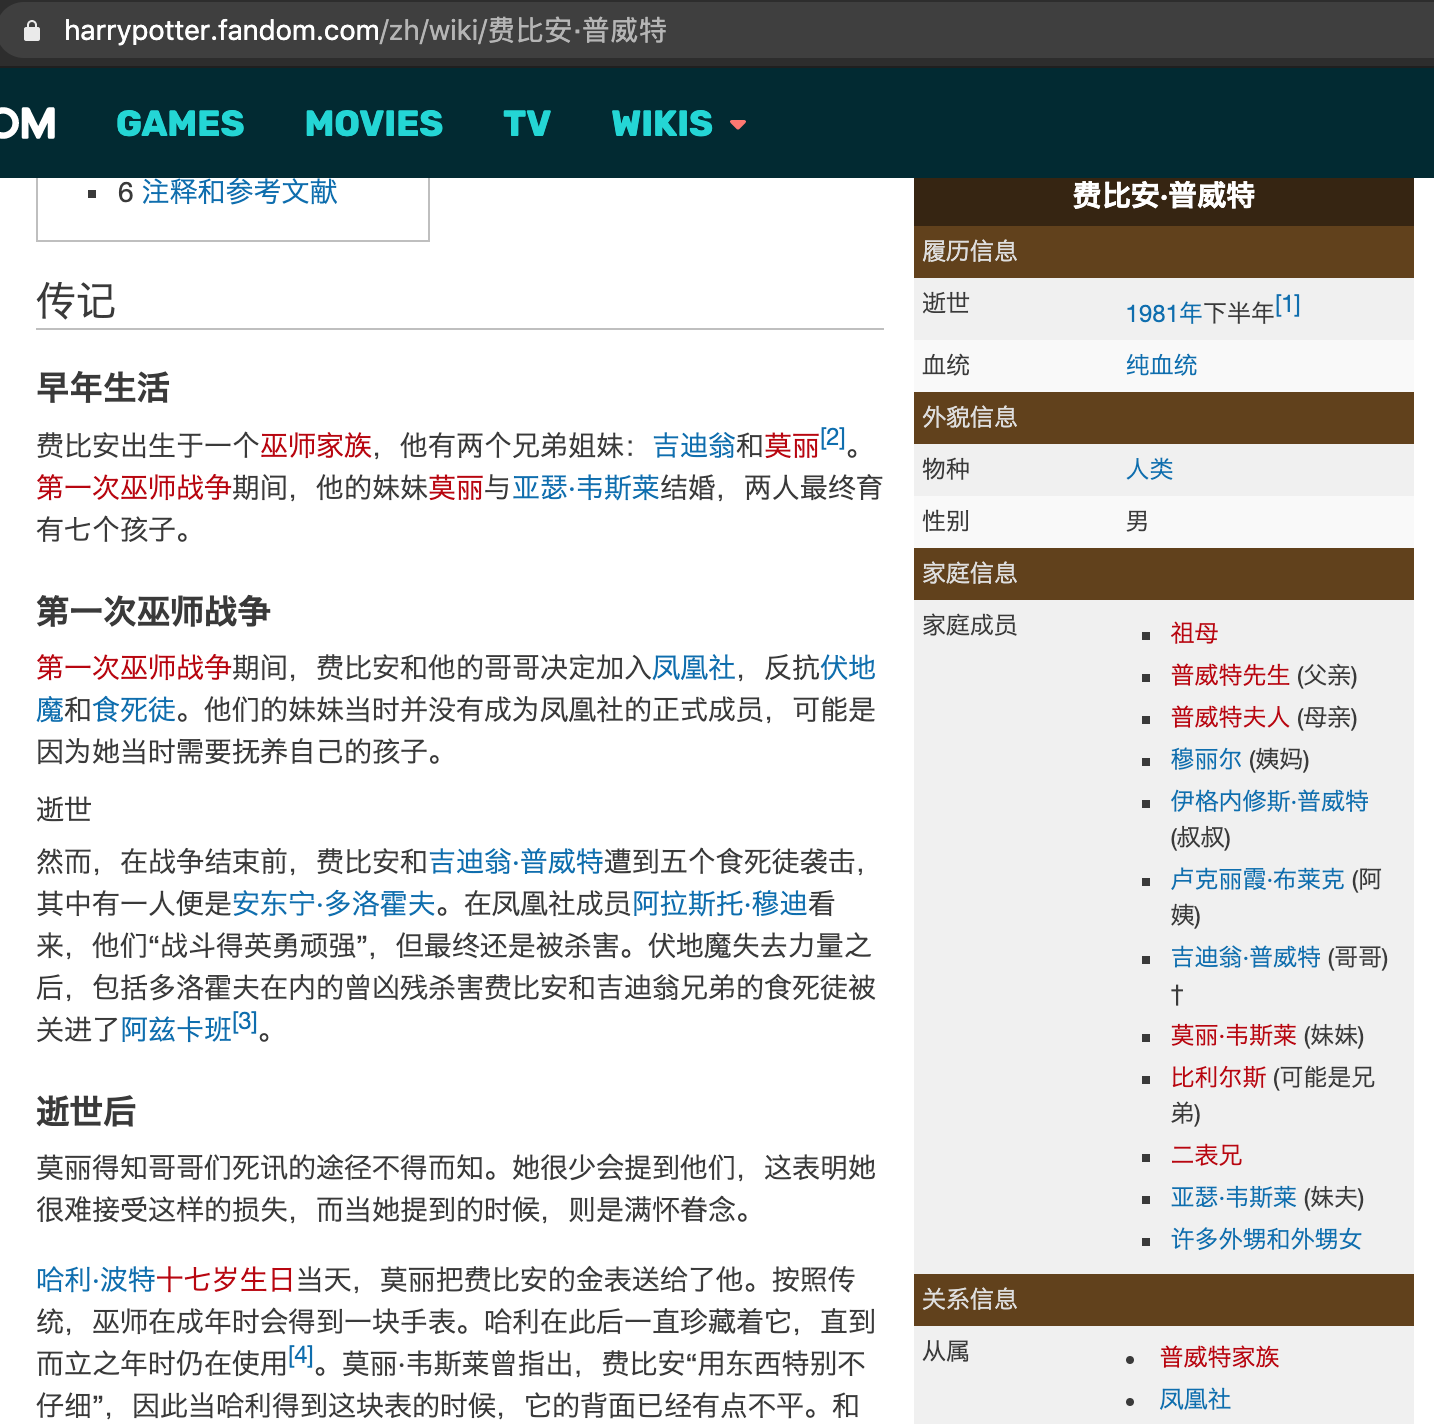 harrypotter.fandom.com/zh/wiki/费比安·普威特
OM GAMES MOVIES TV WIKIS
6 注释和参考文献
传记
早年生活
费比安出生于一个巫师家族，他有两个兄弟姐妹：吉迪翁和莫丽[2]。
第一次巫师战争期间，他的妹妹莫丽与亚瑟·韦斯莱结婚，两人最终育
有七个孩子。
第一次巫师战争
第一次巫师战争期间，费比安和他的哥哥决定加入凤凰社，反抗伏地
魔和食死徒。他们的妹妹当时并没有成为凤凰社的正式成员，可能是
因为她当时需要抚养自己的孩子。
逝世
然而，在战争结束前，费比安和吉迪翁·普威特遭到五个食死徒袭击，
其中有一人便是安东宁·多洛霍夫。在凤凰社成员阿拉斯托·穆迪看
来，他们“战斗得英勇顽强”，但最终还是被杀害。伏地魔失去力量之
后，包括多洛霍夫在内的曾凶残杀害费比安和吉迪翁兄弟的食死徒被
关进了阿兹卡班[3]。
逝世后
莫丽得知哥哥们死讯的途径不得而知。她很少会提到他们，这表明她
很难接受这样的损失，而当她提到的时候，则是满怀眷念。
哈利·波特十七岁生日当天，莫丽把费比安的金表送给了他。按照传
统，巫师在成年时会得到一块手表。哈利在此后一直珍藏着它，直到
而立之年时仍在使用[4]。莫丽·韦斯莱曾指出，费比安“用东西特别不
仔细”，因此当哈利得到这块表的时候，它的背面已经有点不平。和
费比安·普威特
履历信息
逝世 1981年下半年[1]
血统 纯血统
外貌信息
物种 人类
性别 男
家庭信息
家庭成员
祖母
普威特先生 (父亲)
普威特夫人 (母亲)
穆丽尔 (姨妈)
伊格内修斯·普威特
(叔叔)
卢克丽霞·布莱克 (阿
姨)
吉迪翁·普威特 (哥哥)
†
莫丽·韦斯莱 (妹妹)
比利尔斯 (可能是兄
弟)
二表兄
亚瑟·韦斯莱 (妹夫)
许多外甥和外甥女
关系信息
从属
普威特家族
凤凰社